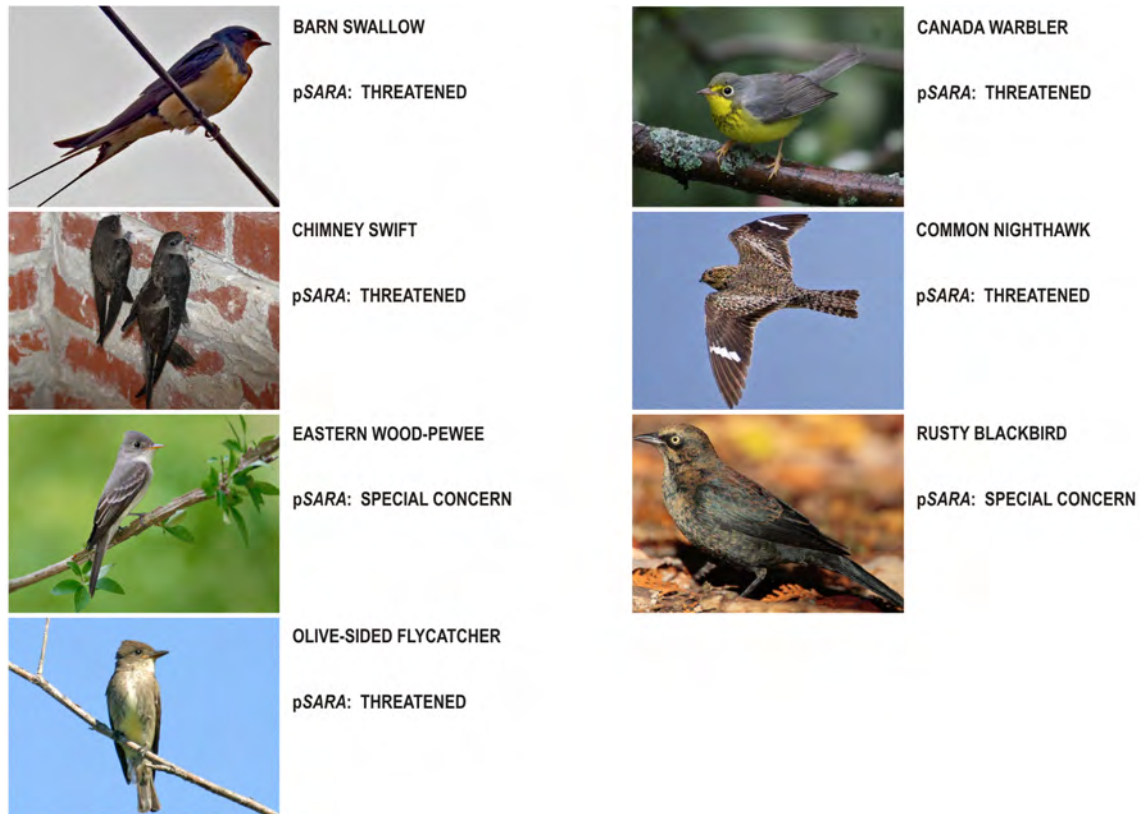 BARN SWALLOW
pSARA: THREATENED
CHIMNEY SWIFT
pSARA: THREATENED
EASTERN WOOD-PEWEE
pSARA: SPECIAL CONCERN
OLIVE-SIDED FLYCATCHER
pSARA: THREATENED
CANADA WARBLER
pSARA: THREATENED
COMMON NIGHTHAWK
pSARA: THREATENED
RUSTY BLACKBIRD
pSARA: SPECIAL CONCERN